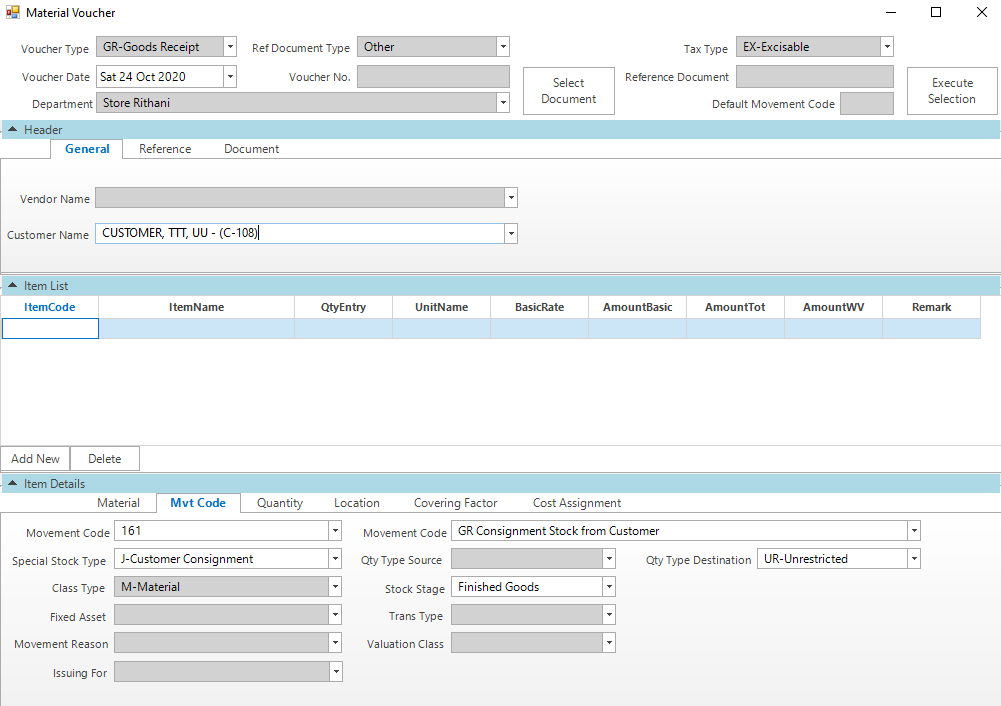 Material Voucher
Voucher Type GR-Goods Receipt Ref Document Type Other Tax Type EX-Excisable
Voucher Date Sat 24 Oct 2020 Voucher No. Select Document Reference Document Execute Selection
Department Store Rithani Default Movement Code
Header
General Reference Document
Vendor Name
Customer Name CUSTOMER, TTT, UU - (C-108)
Item List
ItemCode ItemName QtyEntry UnitName BasicRate AmountBasic AmountTot AmountWV Remark
Add New Delete
Item Details
Material Mvt Code Quantity Location Covering Factor Cost Assignment
Movement Code 161 Movement Code GR Consignment Stock from Customer
Special Stock Type J-Customer Consignment Qty Type Source Qty Type Destination UR-Unrestricted
Class Type M-Material Stock Stage Finished Goods
Fixed Asset Trans Type
Movement Reason Valuation Class
Issuing For